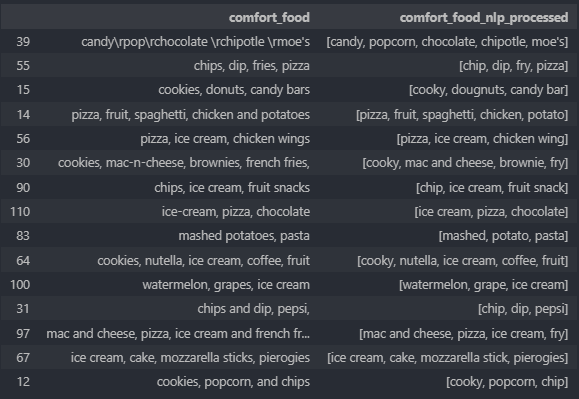 comfort_food comfort_food_nlp_processed
39 candy\rpop\rchocolate \rchipotle \rmoe's [candy, popcorn, chocolate, chipotle, moe's]
55 chips, dip, fries, pizza [chip, dip, fry, pizza]
15 cookies, donuts, candy bars [cooky, dougnuts, candy bar]
14 pizza, fruit, spaghetti, chicken and potatoes [pizza, fruit, spaghetti, chicken, potato]
56 pizza, ice cream, chicken wings [pizza, ice cream, chicken wing]
30 cookies, mac-n-cheese, brownies, french fries, [cooky, mac and cheese, brownie, fry]
90 chips, ice cream, fruit snacks [chip, ice cream, fruit snack]
110 ice-cream, pizza, chocolate [ice cream, pizza, chocolate]
83 mashed potatoes, pasta [mashed, potato, pasta]
64 cookies, nutella, ice cream, coffee, fruit [cooky, nutella, ice cream, coffee, fruit]
100 watermelon, grapes, ice cream [watermelon, grape, ice cream]
31 chips and dip, pepsi, [chip, dip, pepsi]
97 mac and cheese, pizza, ice cream and french fr... [mac and cheese, pizza, ice cream, fry]
67 ice cream, cake, mozzarella sticks, pierogies [ice cream, cake, mozzarella stick, pierogies]
12 cookies, popcorn, and chips [cooky, popcorn, chip]